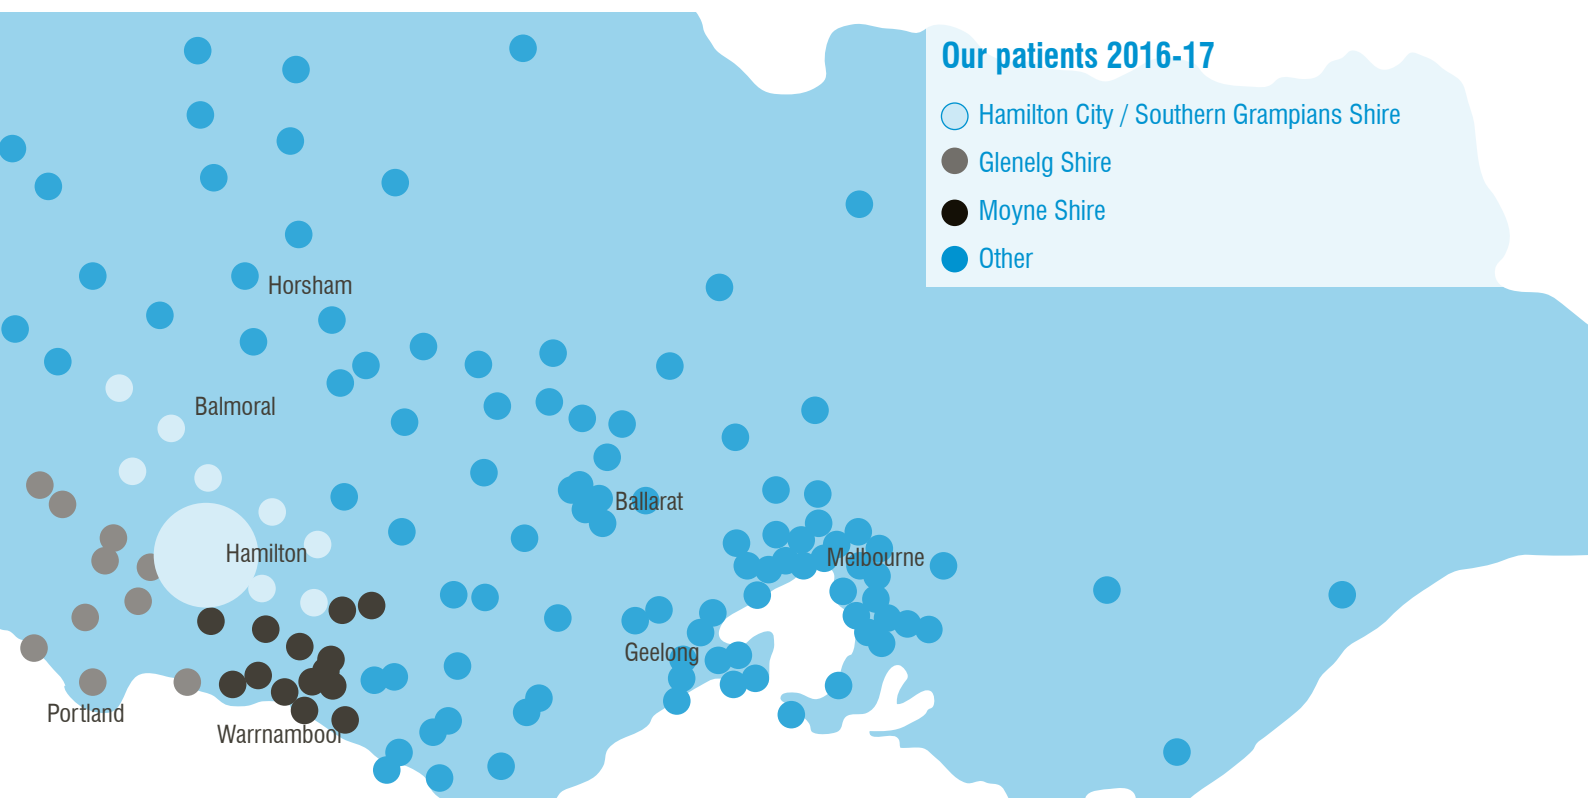 Our patients 2016-17
Hamilton City / Southern Grampians Shire
Glenelg Shire
Moyne Shire
Other
Horsham
Balmoral
Ballarat
Hamilton
Melbourne
Geelong
Portland
Warrnambool